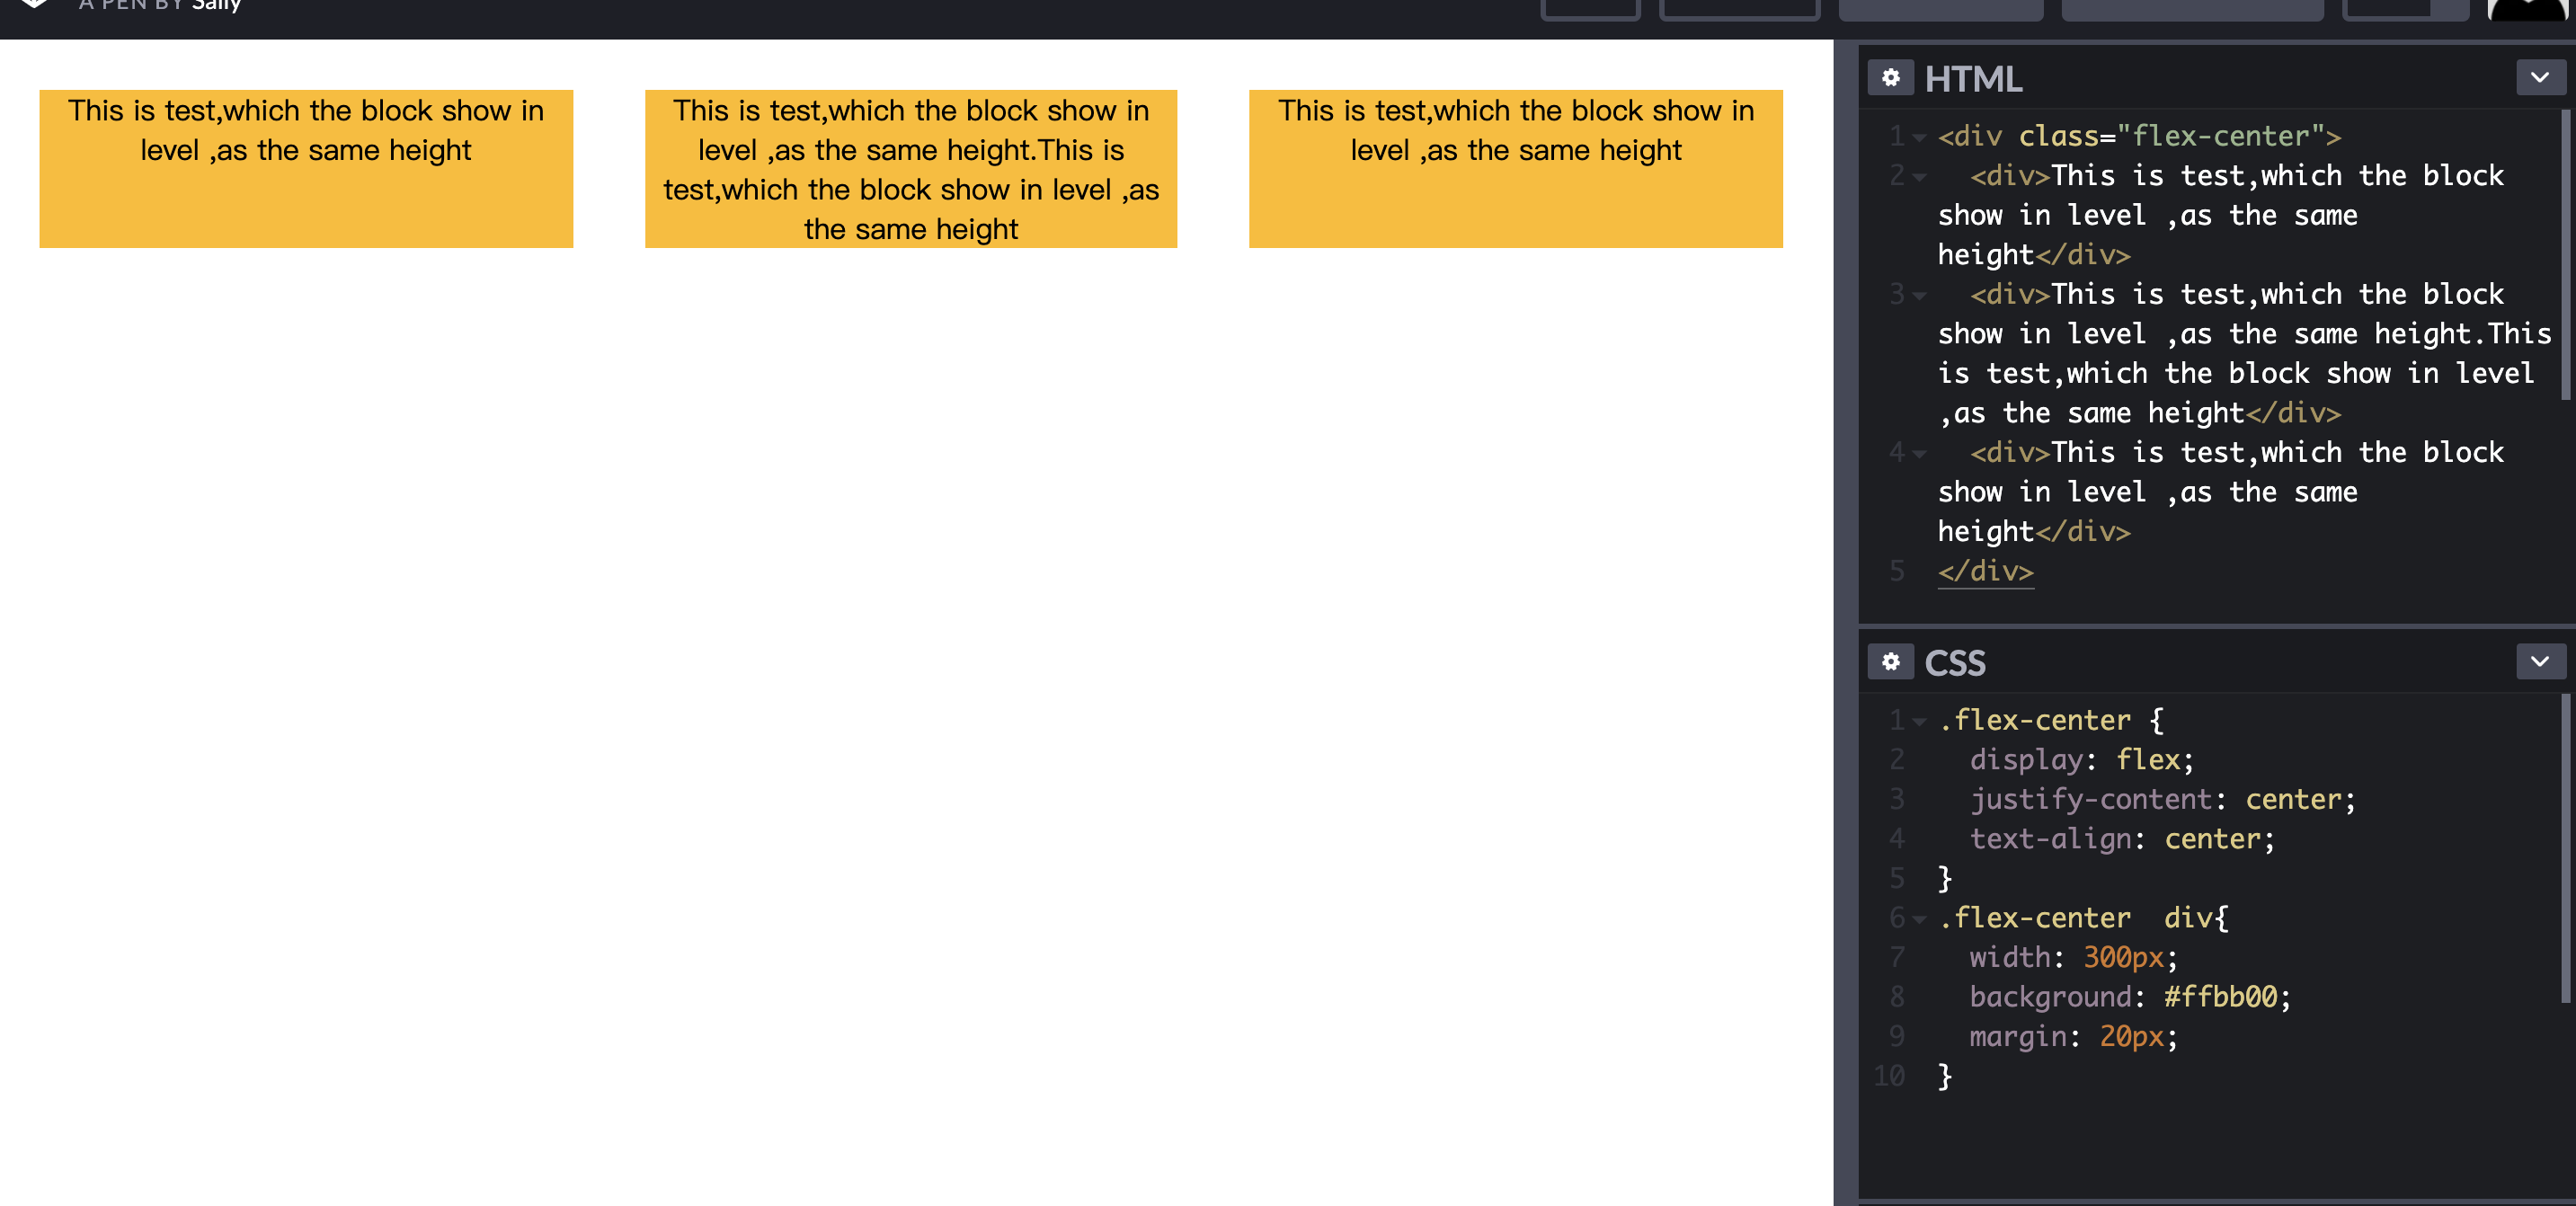 A PEN BY Sally
This is test,which the block show in
level ,as the same height
This is test,which the block show in
level ,as the same height.This is
test,which the block show in level ,as
the same height
This is test,which the block show in
level ,as the same height
HTML
1 <div class="flex-center">
2 <div>This is test,which the block
show in level ,as the same
height</div>
3 <div>This is test,which the block
show in level ,as the same height.This
is test,which the block show in level
,as the same height</div>
4 <div>This is test,which the block
show in level ,as the same
height</div>
5 </div>
CSS
1 .flex-center {
2 display: flex;
3 justify-content: center;
4 text-align: center;
5 }
6 .flex-center  div{
7 width: 300px;
8 background: #ffbb00;
9 margin: 20px;
10 }